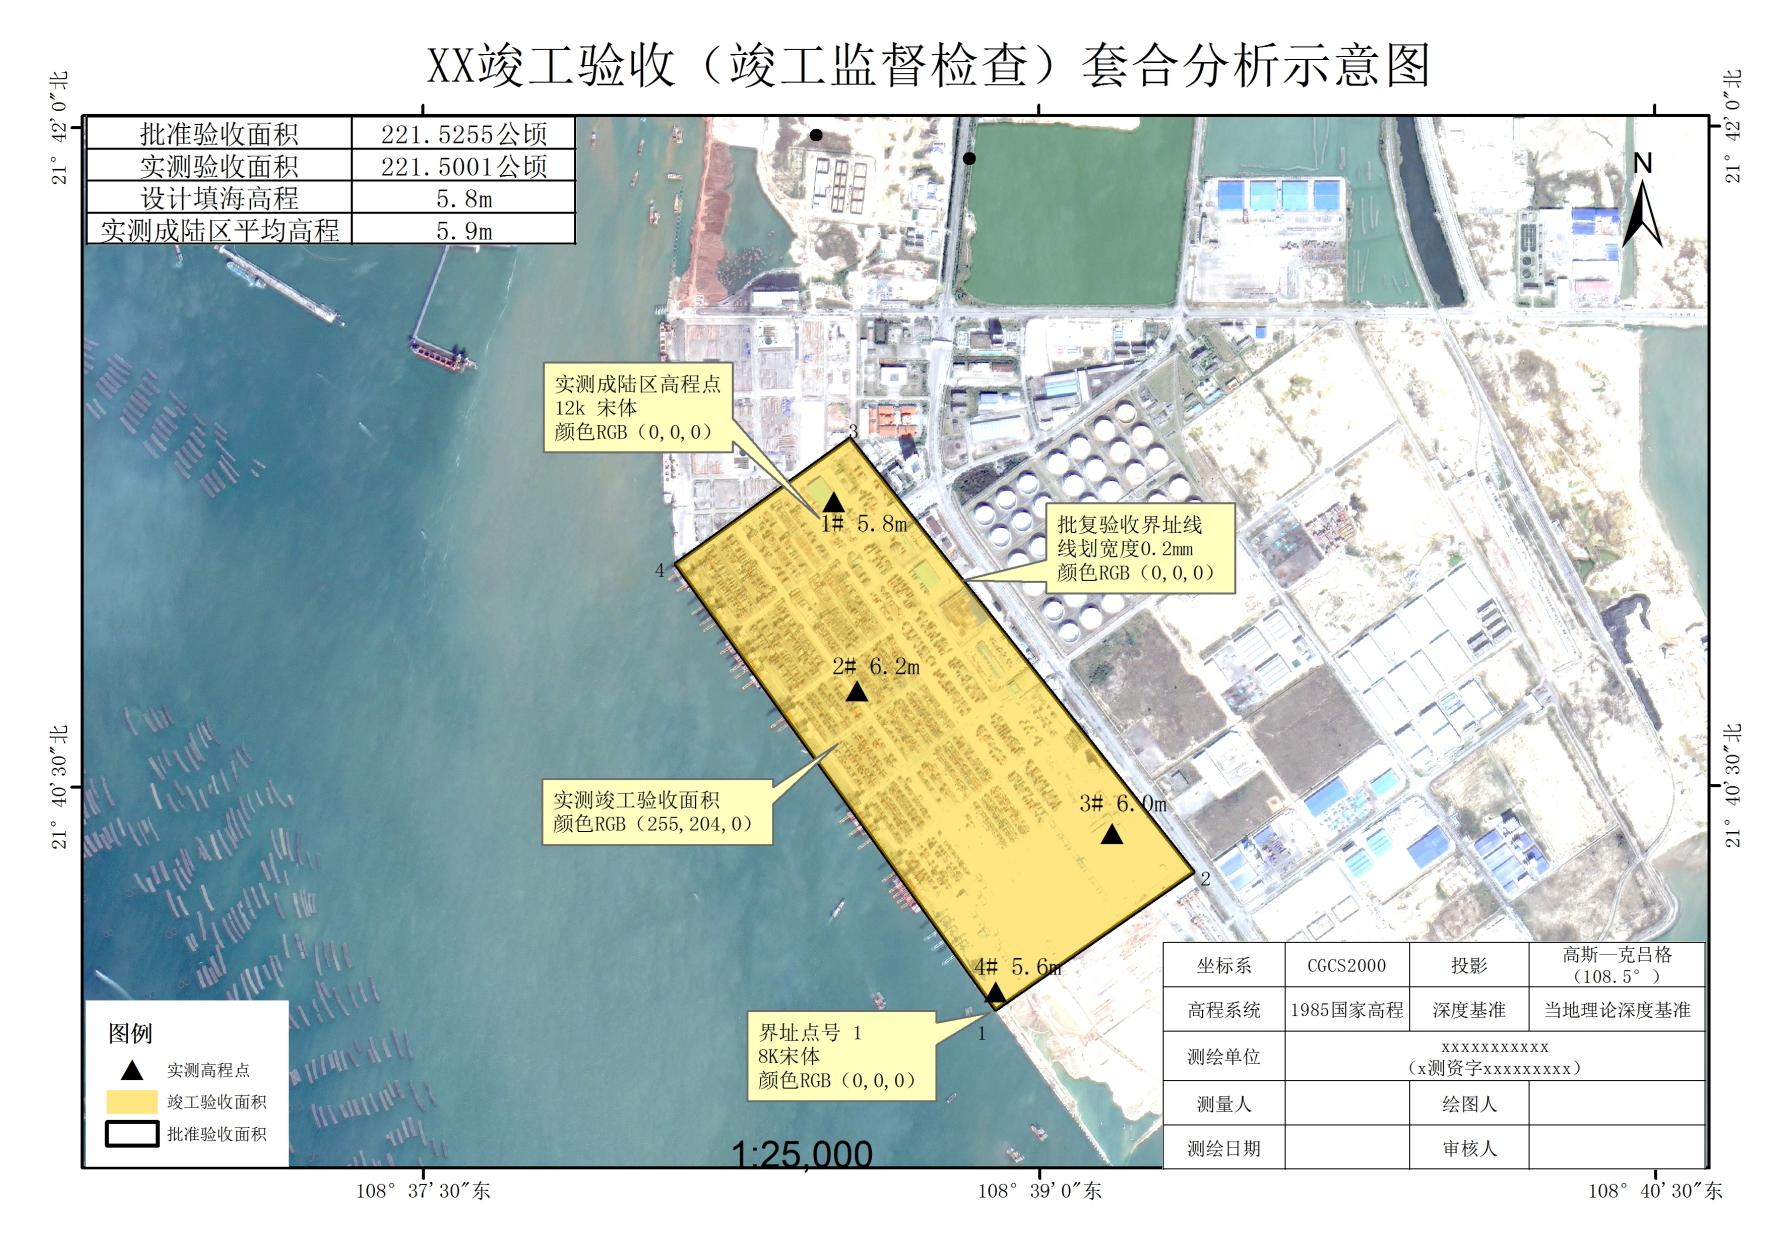 XX竣工验收（竣工监督检查）套合分析示意图
21° 42′0″北
21° 42′0″北
批准验收面积 221.5255公顷
实测验收面积 221.5001公顷
设计填海高程 5.8m
实测成陆区平均高程 5.9m
N
实测成陆区高程点
12k 宋体
颜色RGB（0,0,0）
3
1# 5.8m
批复验收界址线
线划宽度0.2mm
颜色RGB（0,0,0）
4
2# 6.2m
21° 40′30″北
21° 40′30″北
实测竣工验收面积
颜色RGB（255,204,0）
3# 6.0m
2
4# 5.6m
界址点号 1
8K宋体
颜色RGB（0,0,0）
1
图例
实测高程点
竣工验收面积
批准验收面积
1:25,000
坐标系 CGCS2000 投影 高斯—克吕格
（108.5°）
高程系统 1985国家高程 深度基准 当地理论深度基准
测绘单位 xxxxxxxxxxx
（x测资字xxxxxxxxx）
测量人 绘图人
测绘日期 审核人
108° 37′30″东
108° 39′0″东
108° 40′30″东